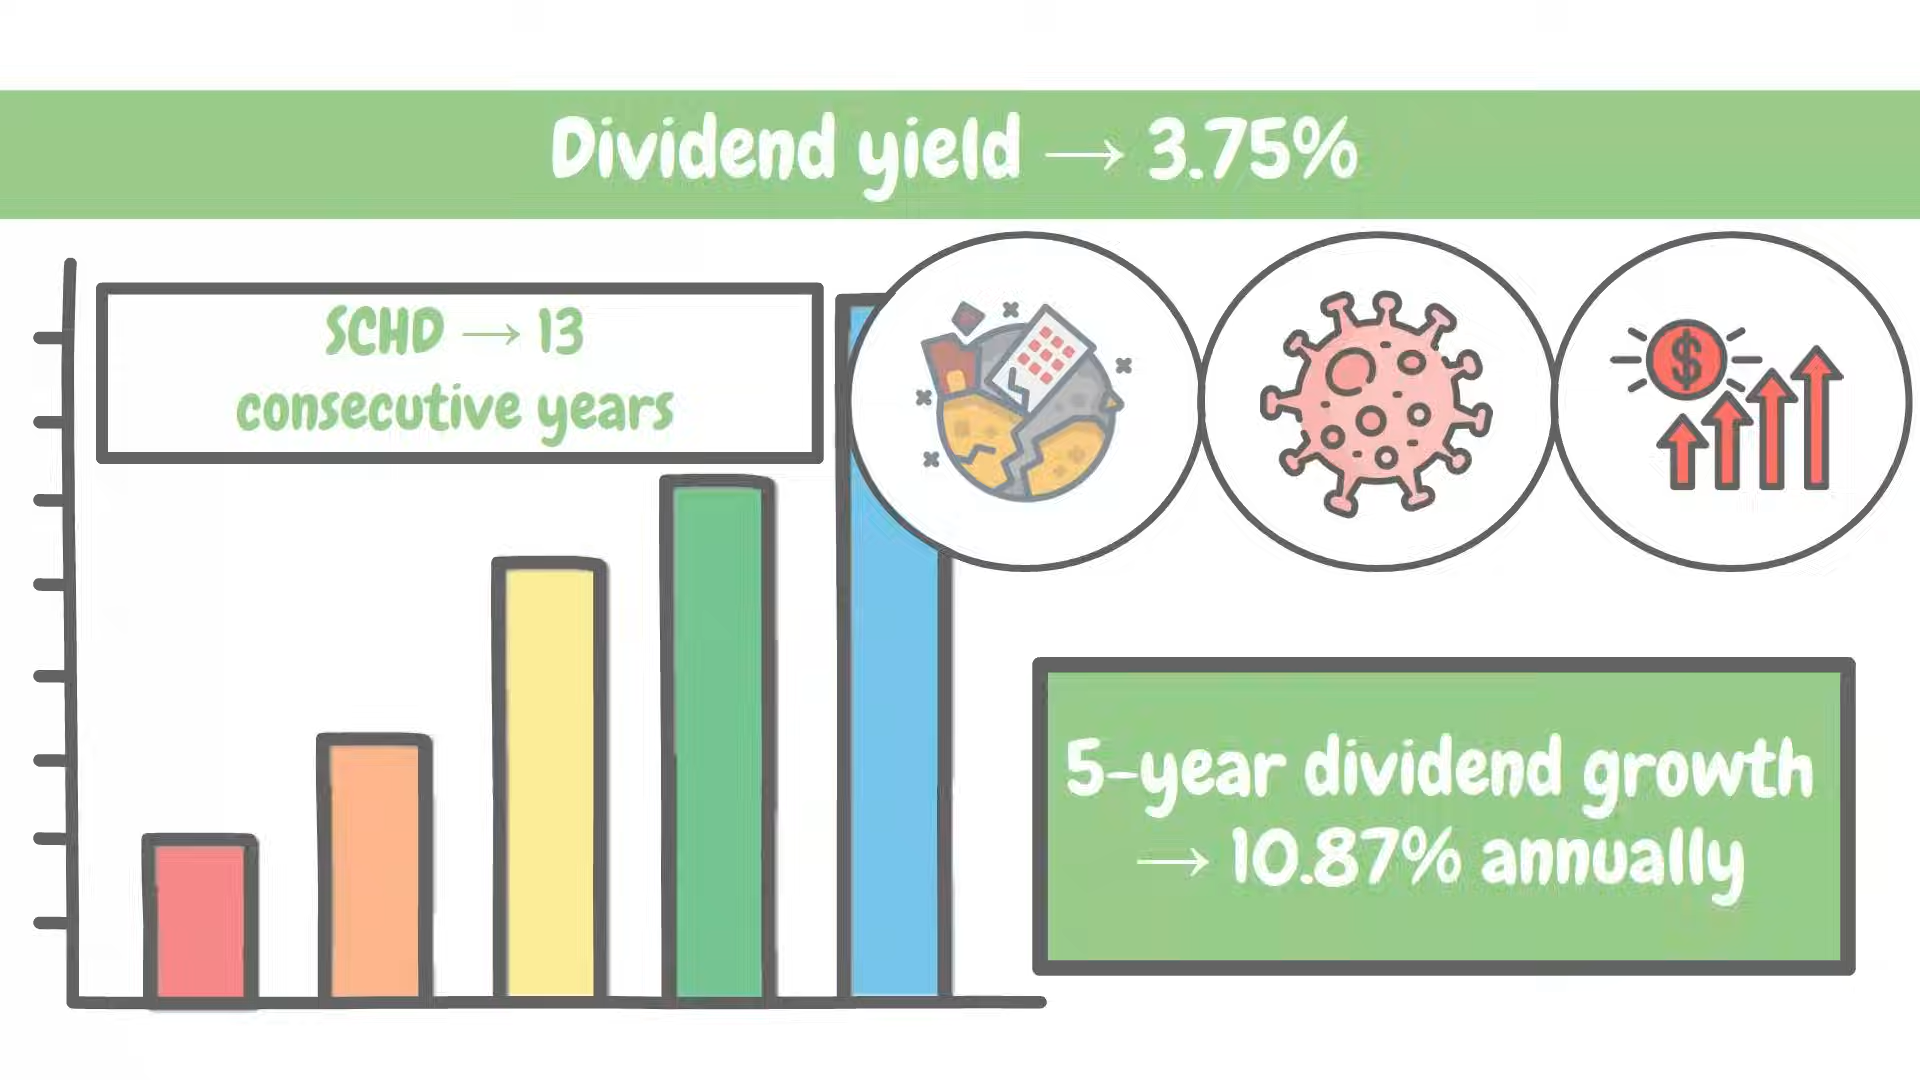 Dividend yield → 3.75%
SCHD → 13
consecutive years
$
5-year dividend growth
→ 10.87% annually